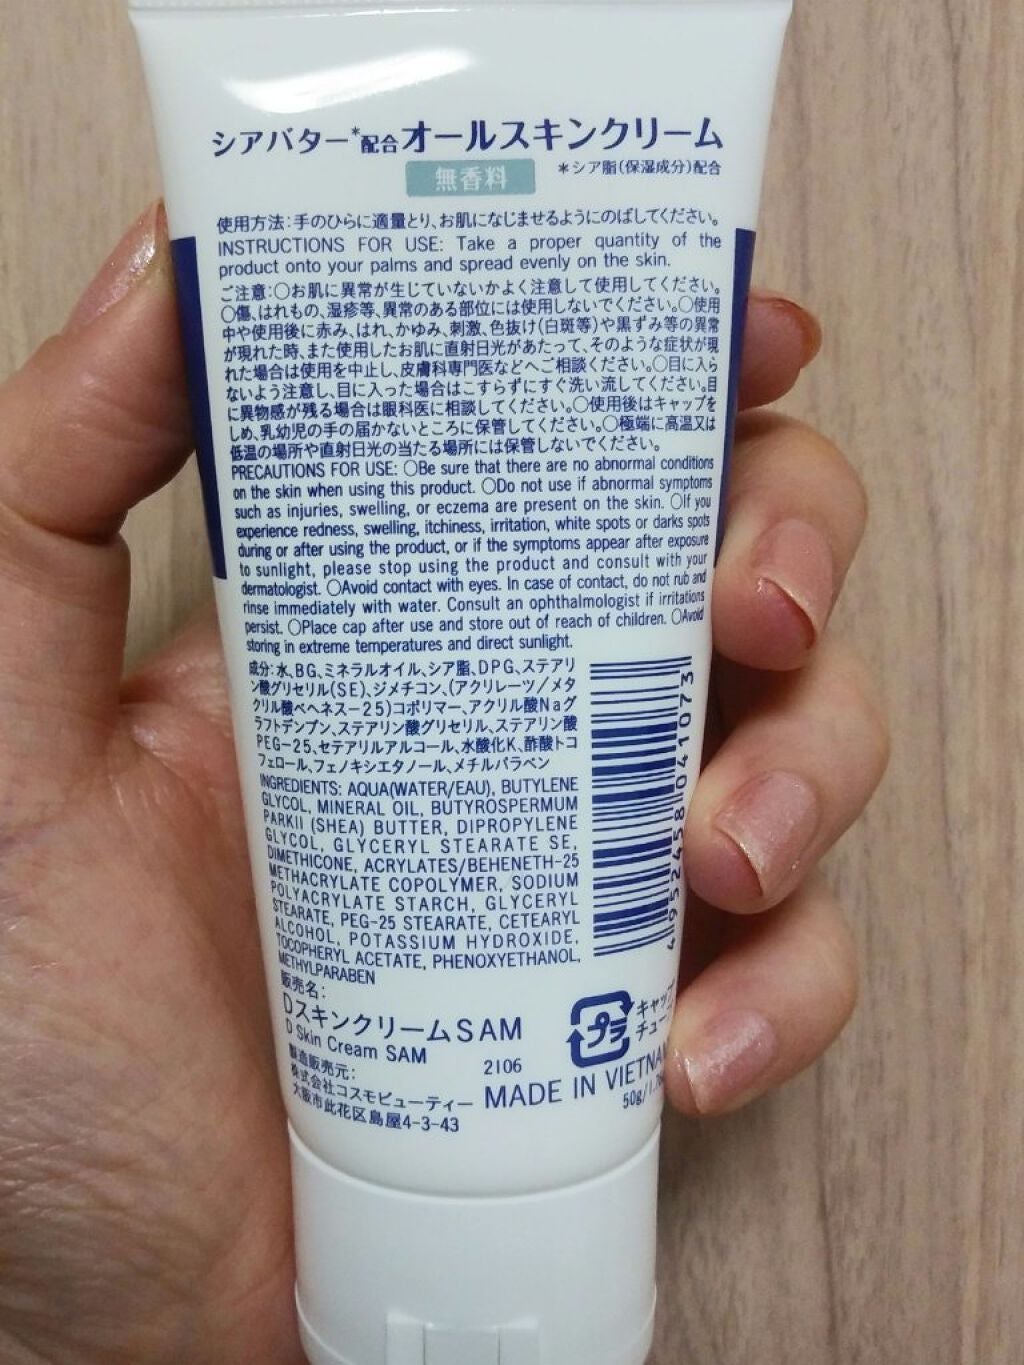 シアバター*配合オールスキンクリーム
無香料
*シア脂(保湿成分)配合
使用方法:手のひらに適量とり、お肌になじませるようにのばしてください。
INSTRUCTIONS FOR USE: Take a proper quantity of the
product onto your palms and spread evenly on the skin.
ご注意:○お肌に異常が生じていないかよく注意して使用してください。
○傷、はれもの、湿疹等、異常のある部位には使用しないでください。○使用
中や使用後に赤み、はれ、かゆみ、刺激、色抜け(白斑等)や黒ずみ等の異常
が現れた時、また使用したお肌に直射日光があたって、そのような症状が現
れた場合は使用を中止し、皮膚科専門医などへご相談ください。○目に入ら
ないよう注意し、目に入った場合はこすらずにすぐ洗い流してください。目
に異物感が残る場合は眼科医に相談してください。○使用後はキャップを
しめ、乳幼児の手の届かないところに保管してください。○極端に高温又は
低温の場所や直射日光の当たる場所には保管しないでください。
PRECAUTIONS FOR USE: ○Be sure that there are no abnormal conditions
on the skin when using this product. ○Do not use if abnormal symptoms
such as injuries, swelling, or eczema are present on the skin. ○If you
experience redness, swelling, itchiness, irritation, white spots or darks spots
during or after using the product, or if the symptoms appear after exposure
to sunlight, please stop using the product and consult with your
dermatologist. ○Avoid contact with eyes. In case of contact, do not rub and
rinse immediately with water. Consult an ophthalmologist if irritations
persist. ○Place cap after use and store out of reach of children. ○Avoid
storing in extreme temperatures and direct sunlight.
成分:水、BG、ミネラルオイル、シア脂、DPG、ステアリ
ン酸グリセリル(SE)、ジメチコン、(アクリレーツ/メタ
クリル酸ベヘネス-25)コポリマー、アクリル酸Naグ
ラフトデンプン、ステアリン酸グリセリル、ステアリン酸
PEG-25、セテアリルアルコール、水酸化K、酢酸トコ
フェロール、フェノキシエタノール、メチルパラベン
INGREDIENTS: AQUA(WATER/EAU), BUTYLENE
GLYCOL, MINERAL OIL, BUTYROSPERMUM
PARKII (SHEA) BUTTER, DIPROPYLENE
GLYCOL, GLYCERYL STEARATE SE,
DIMETHICONE, ACRYLATES/BEHENETH-25
METHACRYLATE COPOLYMER, SODIUM
POLYACRYLATE STARCH, GLYCERYL
STEARATE, PEG-25 STEARATE, CETEARYL
ALCOHOL, POTASSIUM HYDROXIDE,
TOCOPHERYL ACETATE, PHENOXYETHANOL,
METHYLPARABEN
4952458041073
販売名:
DスキンクリームSAM
D Skin Cream SAM
2106
製造販売元:
株式会社コスモビューティー
大阪市此花区島屋4-3-43
プラ
キャップ
チュー
MADE IN VIETNAM
50g/1.